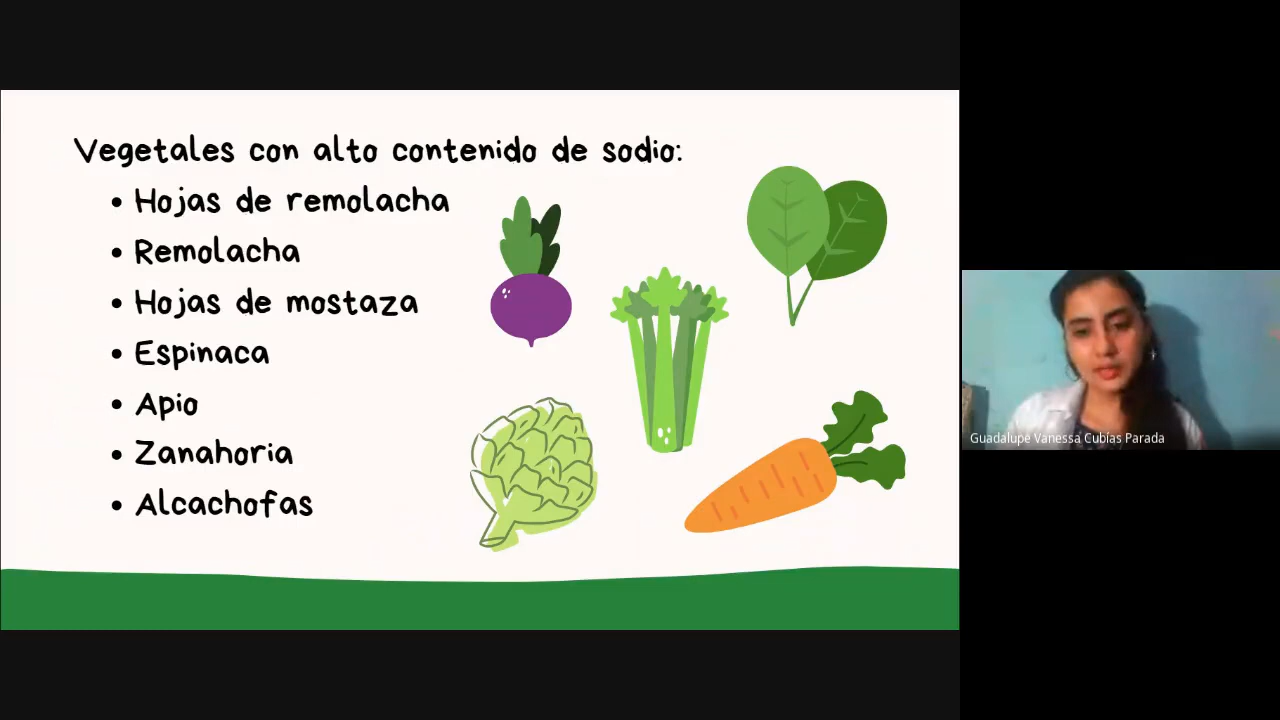 Vegetales con alto contenido de sodio:
• Hojas de remolacha
• Remolacha
• Hojas de mostaza
• Espinaca
• Apio
• Zanahoria
• Alcachofas
Guadalupe Vanessa Cubías Parada